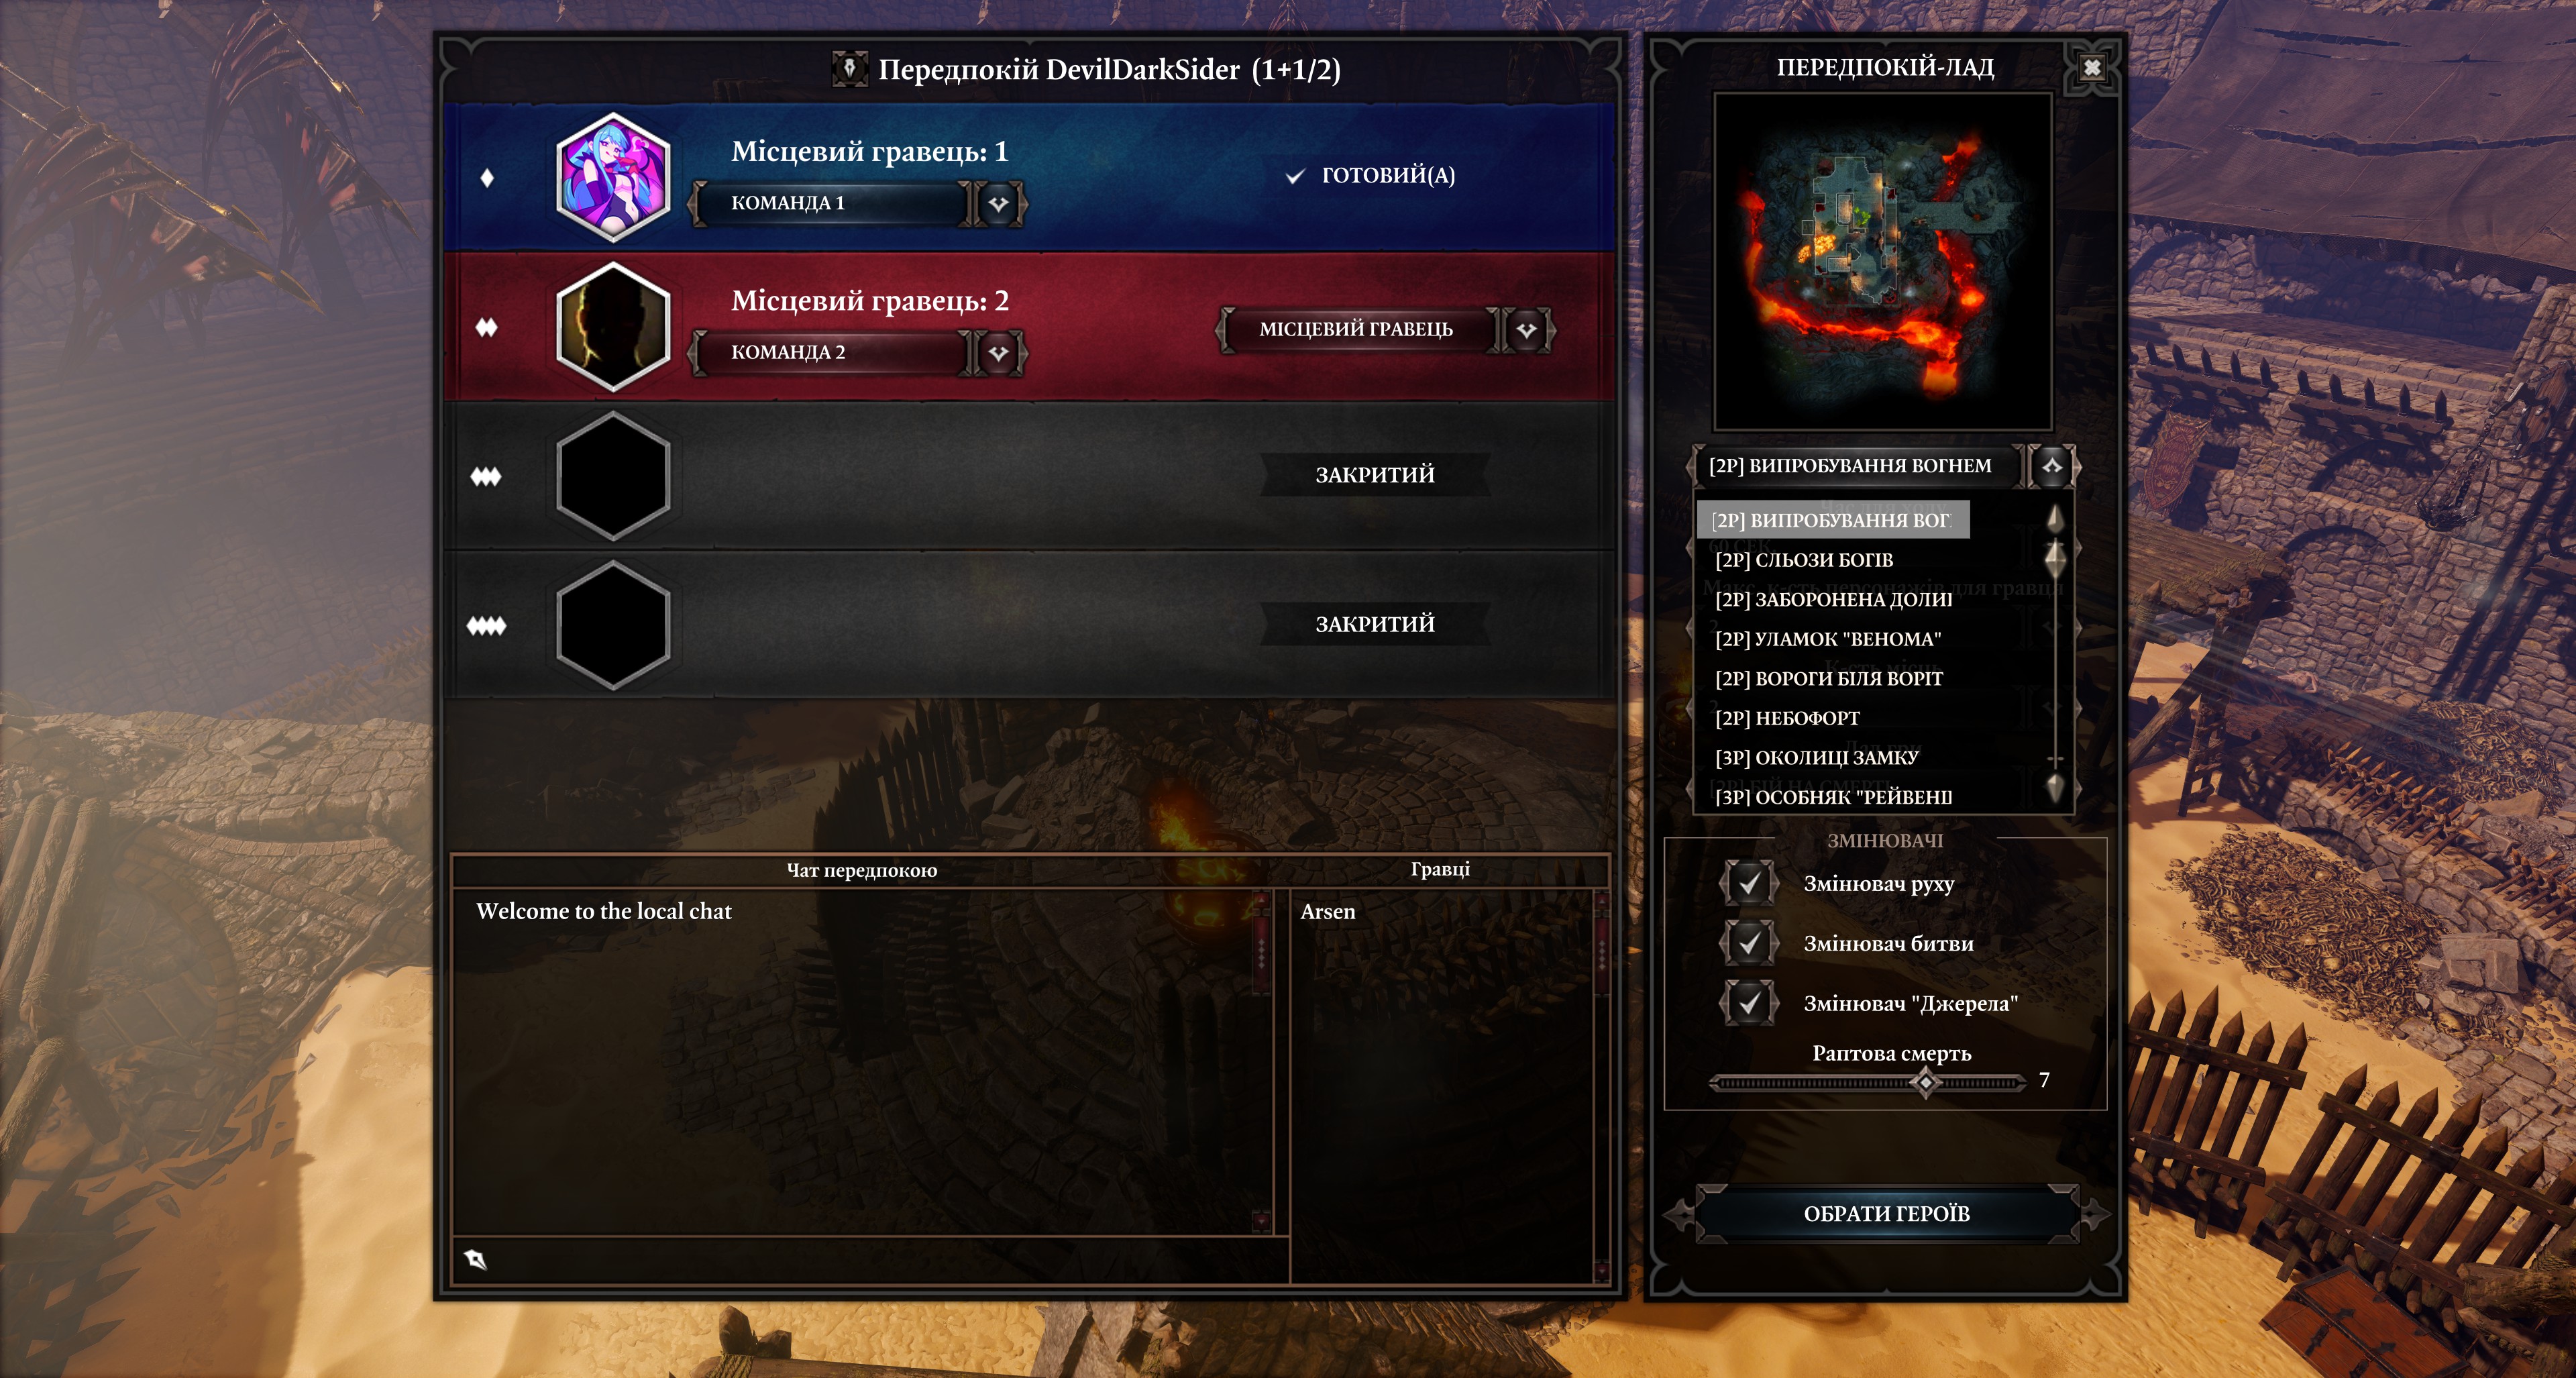 Передпокій DevilDarkSider (1+1/2)
Місцевий гравець: 1
КОМАНДА 1
ГОТОВИЙ(А)
Місцевий гравець: 2
КОМАНДА 2
МІСЦЕВИЙ ГРАВЕЦЬ
ЗАКРИТИЙ
ЗАКРИТИЙ
Чат передпокою
Гравці
Welcome to the local chat
Arsen
ПЕРЕДПОКІЙ-ЛАД
[2P] ВИПРОБУВАННЯ ВОГНЕМ
[2P] ВИПРОБУВАННЯ ВОГ
[2P] СЛЬОЗИ БОГІВ
[2P] ЗАБОРОНЕНА ДОЛИ
[2P] УЛАМОК "ВЕНОМА"
[2P] ВОРОГИ БІЛЯ ВОРІТ
[2P] НЕБОФОРТ
[3P] ОКОЛИЦІ ЗАМКУ
[3P] ОСОБНЯК "РЕЙВЕН
ЗМІНЮВАЧІ
Змінювач руху
Змінювач битви
Змінювач "Джерела"
Раптова смерть
7
ОБРАТИ ГЕРОЇВ